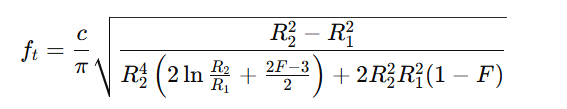 f_t = \frac{c}{\pi} \sqrt{\frac{R_2^2 - R_1^2}{R_2^4 \left( 2 \ln \frac{R_2}{R_1} + \frac{2F-3}{2} \right) + 2R_2^2 R_1^2 (1 - F)}}